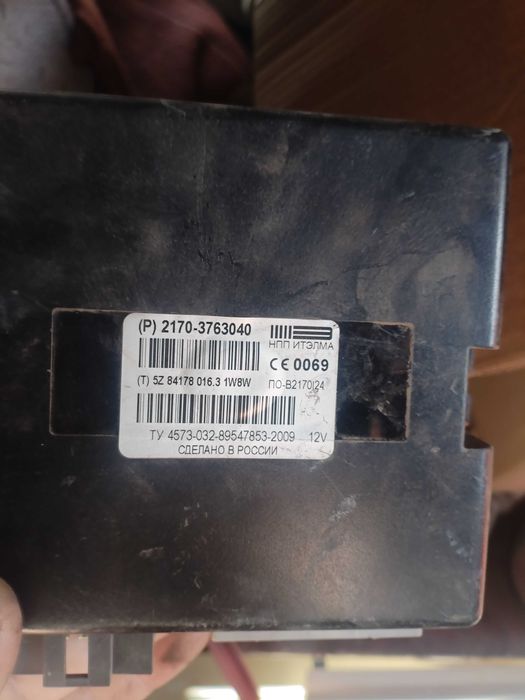 (P) 2170-3763040
НПП ИТЭЛМА
CE 0069
(T) 5Z 84178 016.3 1W8W
ПО-В2170I24
ТУ 4573-032-89547853-2009 12V
СДЕЛАНО В РОССИИ